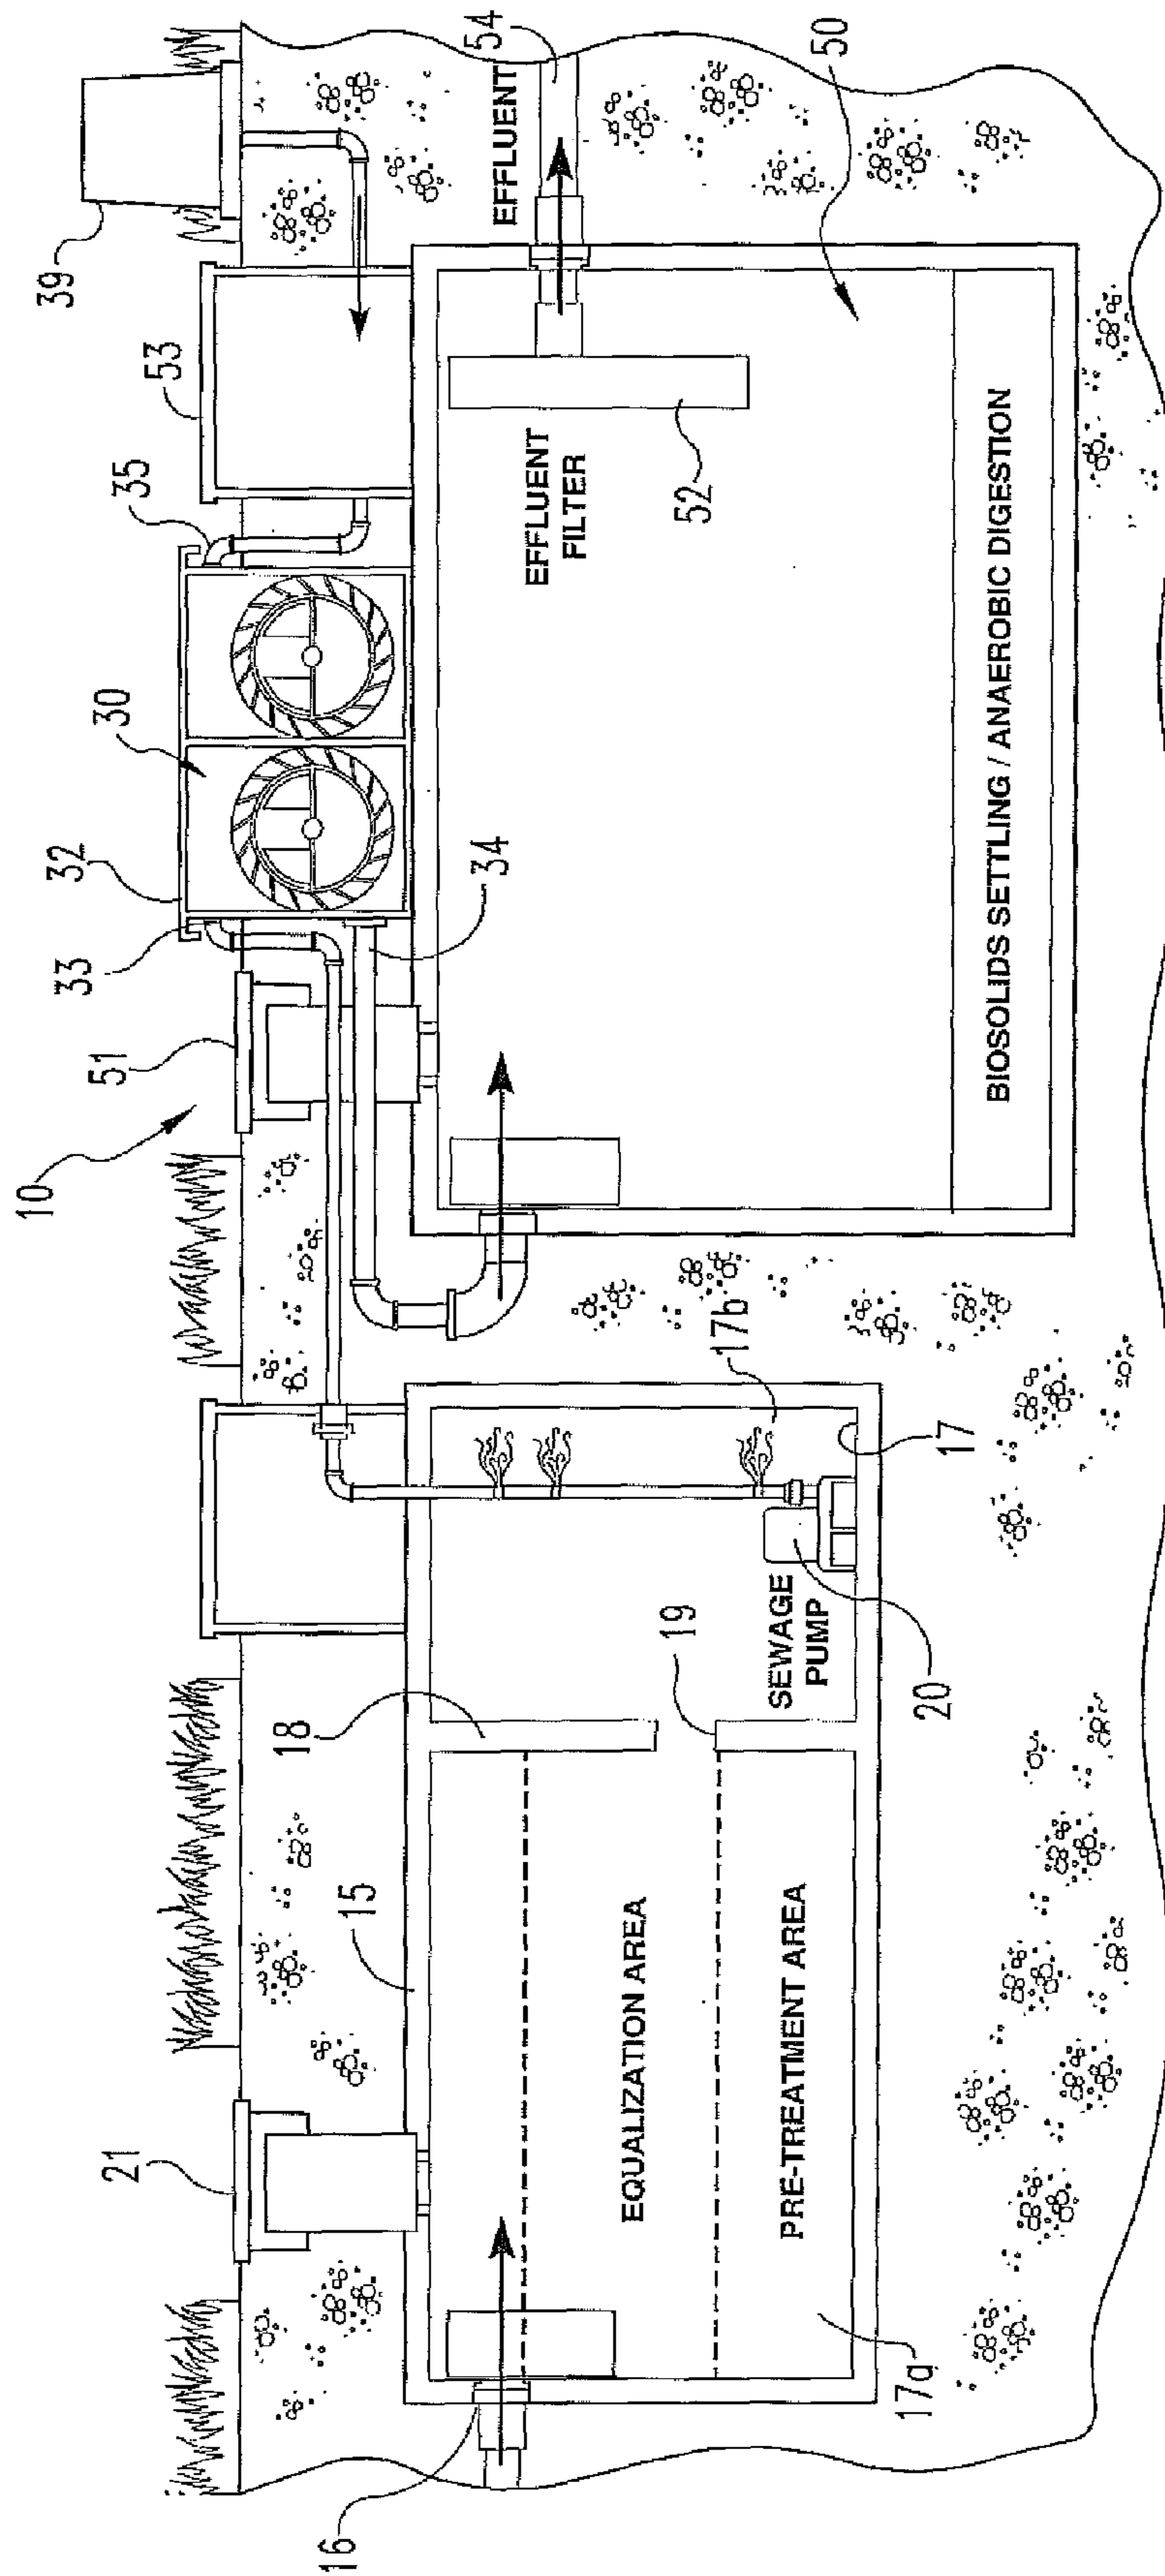 10
39
53
35
30
32
33
51
34
54
EFFLUENT
EFFLUENT
FILTER
52
50
BIOSOLIDS SETTLING / ANAEROBIC DIGESTION
21
15
18
19
16
EQUALIZATION AREA
PRE-TREATMENT AREA
17a
SEWAGE
PUMP
20
17b
17